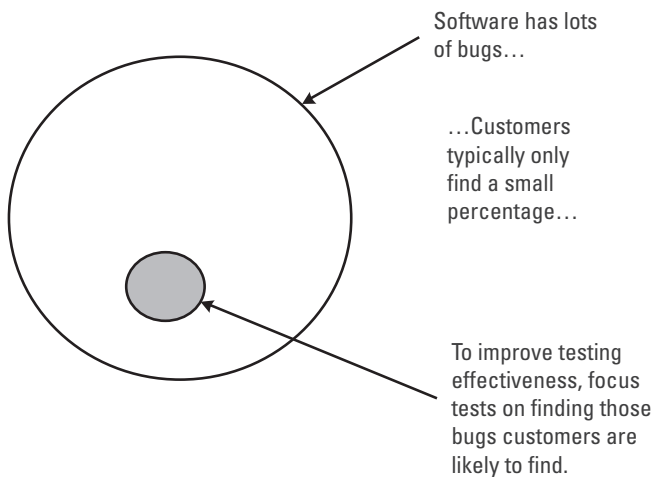 Software has lots
of bugs…
…Customers
typically only
find a small
percentage…
To improve testing
effectiveness, focus
tests on finding those
bugs customers are
likely to find.